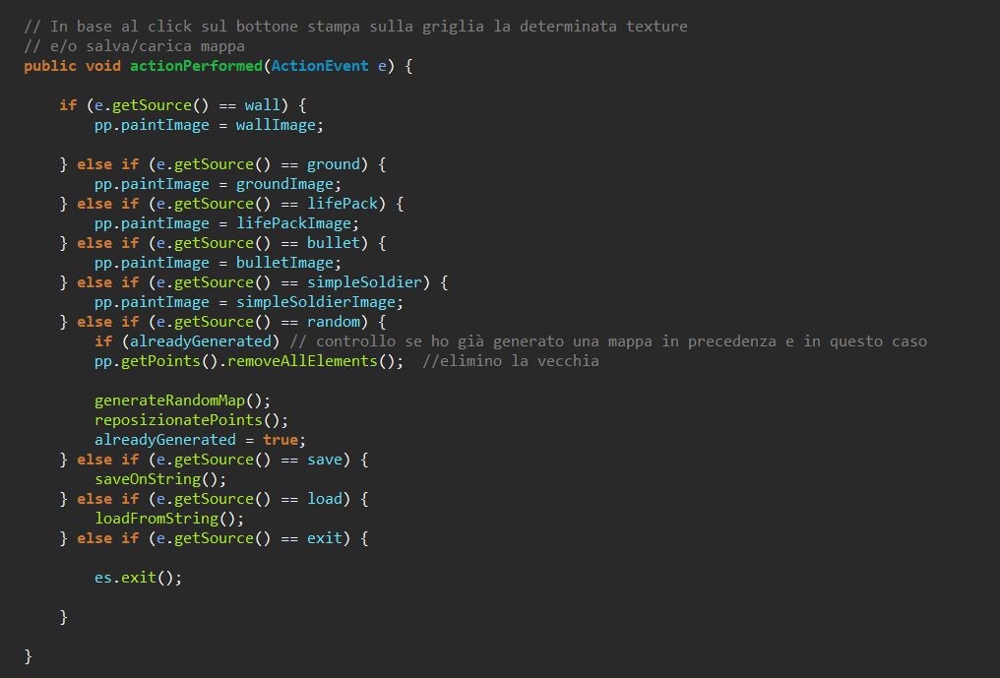 // In base al click sul bottone stampa sulla griglia la determinata texture
// e/o salva/carica mappa
public void actionPerformed(ActionEvent e) {
if (e.getSource() == wall) {
pp.paintImage = wallImage;
} else if (e.getSource() == ground) {
pp.paintImage = groundImage;
} else if (e.getSource() == lifePack) {
pp.paintImage = lifePackImage;
} else if (e.getSource() == bullet) {
pp.paintImage = bulletImage;
} else if (e.getSource() == simpleSoldier) {
pp.paintImage = simpleSoldierImage;
} else if (e.getSource() == random) {
if (alreadyGenerated) // controllo se ho già generato una mappa in precedenza e in questo caso
pp.getPoints().removeAllElements();  //elimino la vecchia
generateRandomMap();
reposizionatePoints();
alreadyGenerated = true;
} else if (e.getSource() == save) {
saveOnString();
} else if (e.getSource() == load) {
loadFromString();
} else if (e.getSource() == exit) {
es.exit();
}
}